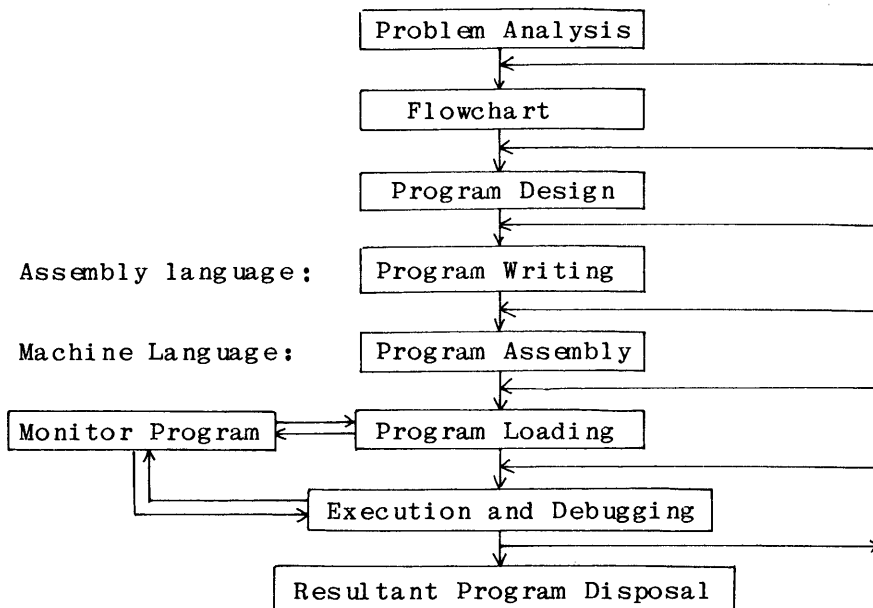 Problem Analysis
Flowchart
Program Design
Assembly language: Program Writing
Machine Language: Program Assembly
Monitor Program Program Loading
Execution and Debugging
Resultant Program Disposal